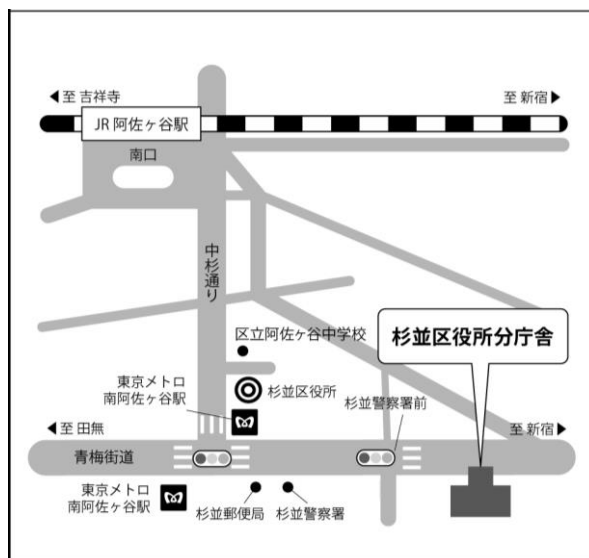 ◀至 吉祥寺
至 新宿▶
JR 阿佐ヶ谷駅
南口
中杉通り
区立阿佐ヶ谷中学校
杉並区役所分庁舎
杉並区役所
東京メトロ
南阿佐ヶ谷駅
杉並警察署前
◀至 田無
至 新宿▶
青梅街道
東京メトロ
南阿佐ヶ谷駅
杉並郵便局
杉並警察署